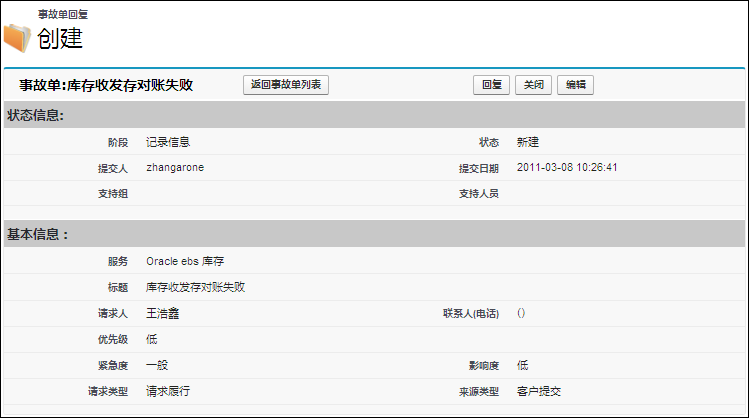 事故单回复
创建
事故单:库存收发存对账失败 返回事故单列表 回复 关闭 编辑
状态信息:
阶段 记录信息 状态 新建
提交人 zhangarone 提交日期 2011-03-08 10:26:41
支持组 支持人员
基本信息：
服务 Oracle ebs 库存
标题 库存收发存对账失败
请求人 王浩鑫 联系人(电话) ()
优先级 低
紧急度 一般 影响度 低
请求类型 请求履行 来源类型 客户提交